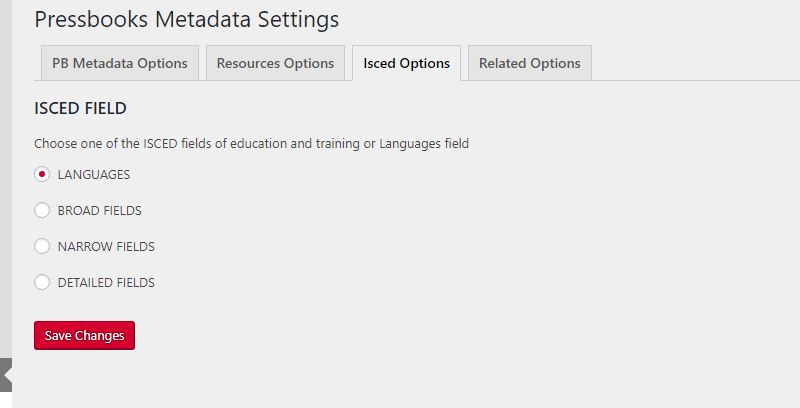 Pressbooks Metadata Settings
PB Metadata Options Resources Options Isced Options Related Options
ISCED FIELD
Choose one of the ISCED fields of education and training or Languages field
LANGUAGES
BROAD FIELDS
NARROW FIELDS
DETAILED FIELDS
Save Changes